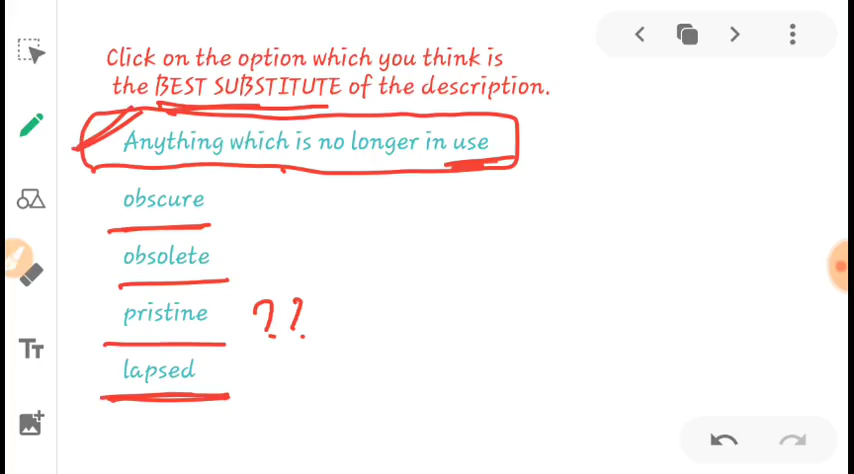 Click on the option which you think is
the BEST SUBSTITUTE of the description.
Anything which is no longer in use
obscure
obsolete
pristine ??
lapsed
TT